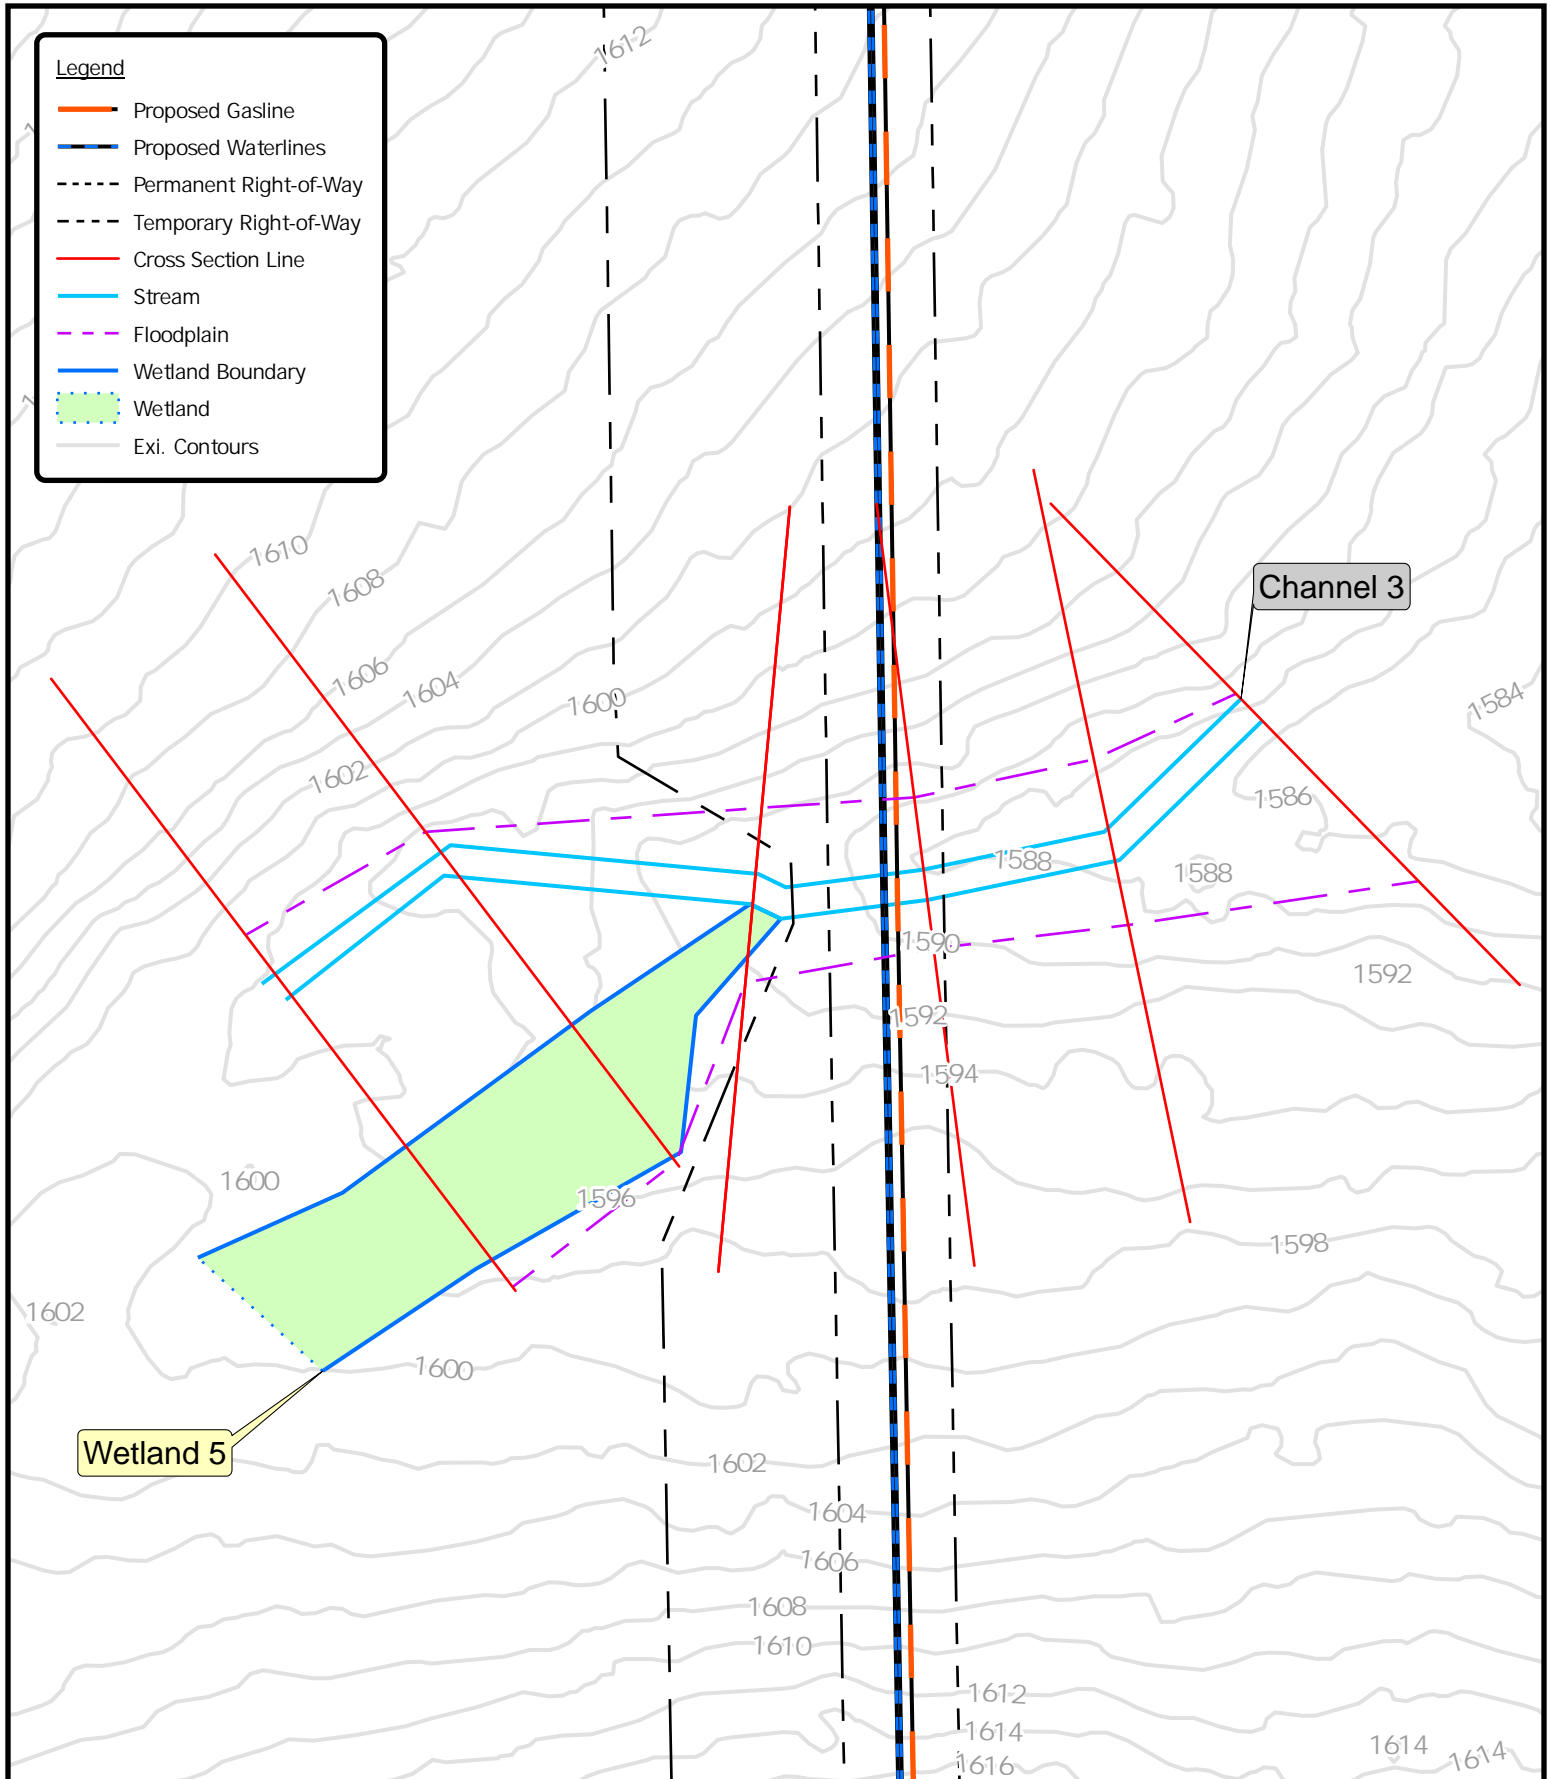 Legend
Proposed Gasline
Proposed Waterlines
Permanent Right-of-Way
Temporary Right-of-Way
Cross Section Line
Stream
Floodplain
Wetland Boundary
Wetland
Exi. Contours
1612
1610
1608
1606
1604
1600
1602
Channel 3
1584
1586
1588
1588
1590
1592
1592
1594
1600
1596
1598
1602
1600
Wetland 5
1602
1604
1606
1608
1610
1612
1614
1616
1614
1614